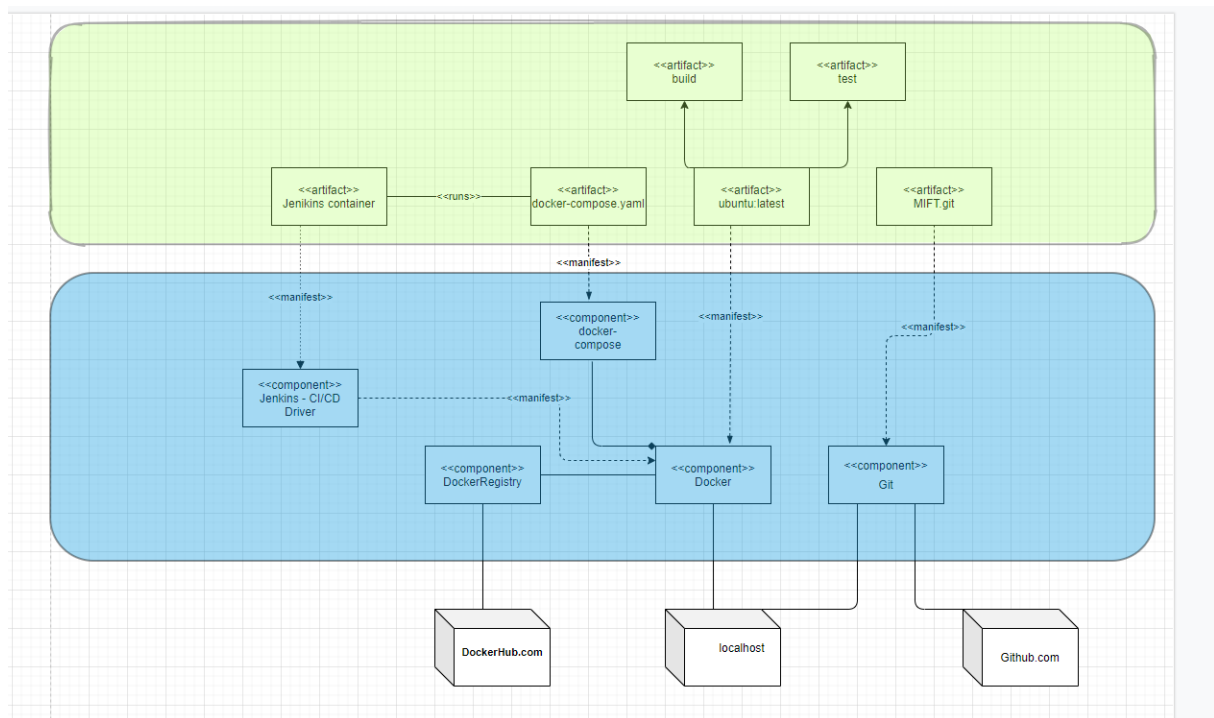 <<artifact>>
build
<<artifact>>
test
<<artifact>>
Jenikins container
<<runs>>
<<artifact>>
docker-compose.yaml
<<artifact>>
ubuntu:latest
<<artifact>>
MIFT.git
<<manifest>>
<<manifest>>
<<manifest>>
<<manifest>>
<<component>>
docker-
compose
<<component>>
Jenkins - CI/CD
Driver
<<manifest>>
<<component>>
DockerRegistry
<<component>>
Docker
<<component>>
Git
DockerHub.com
localhost
Github.com